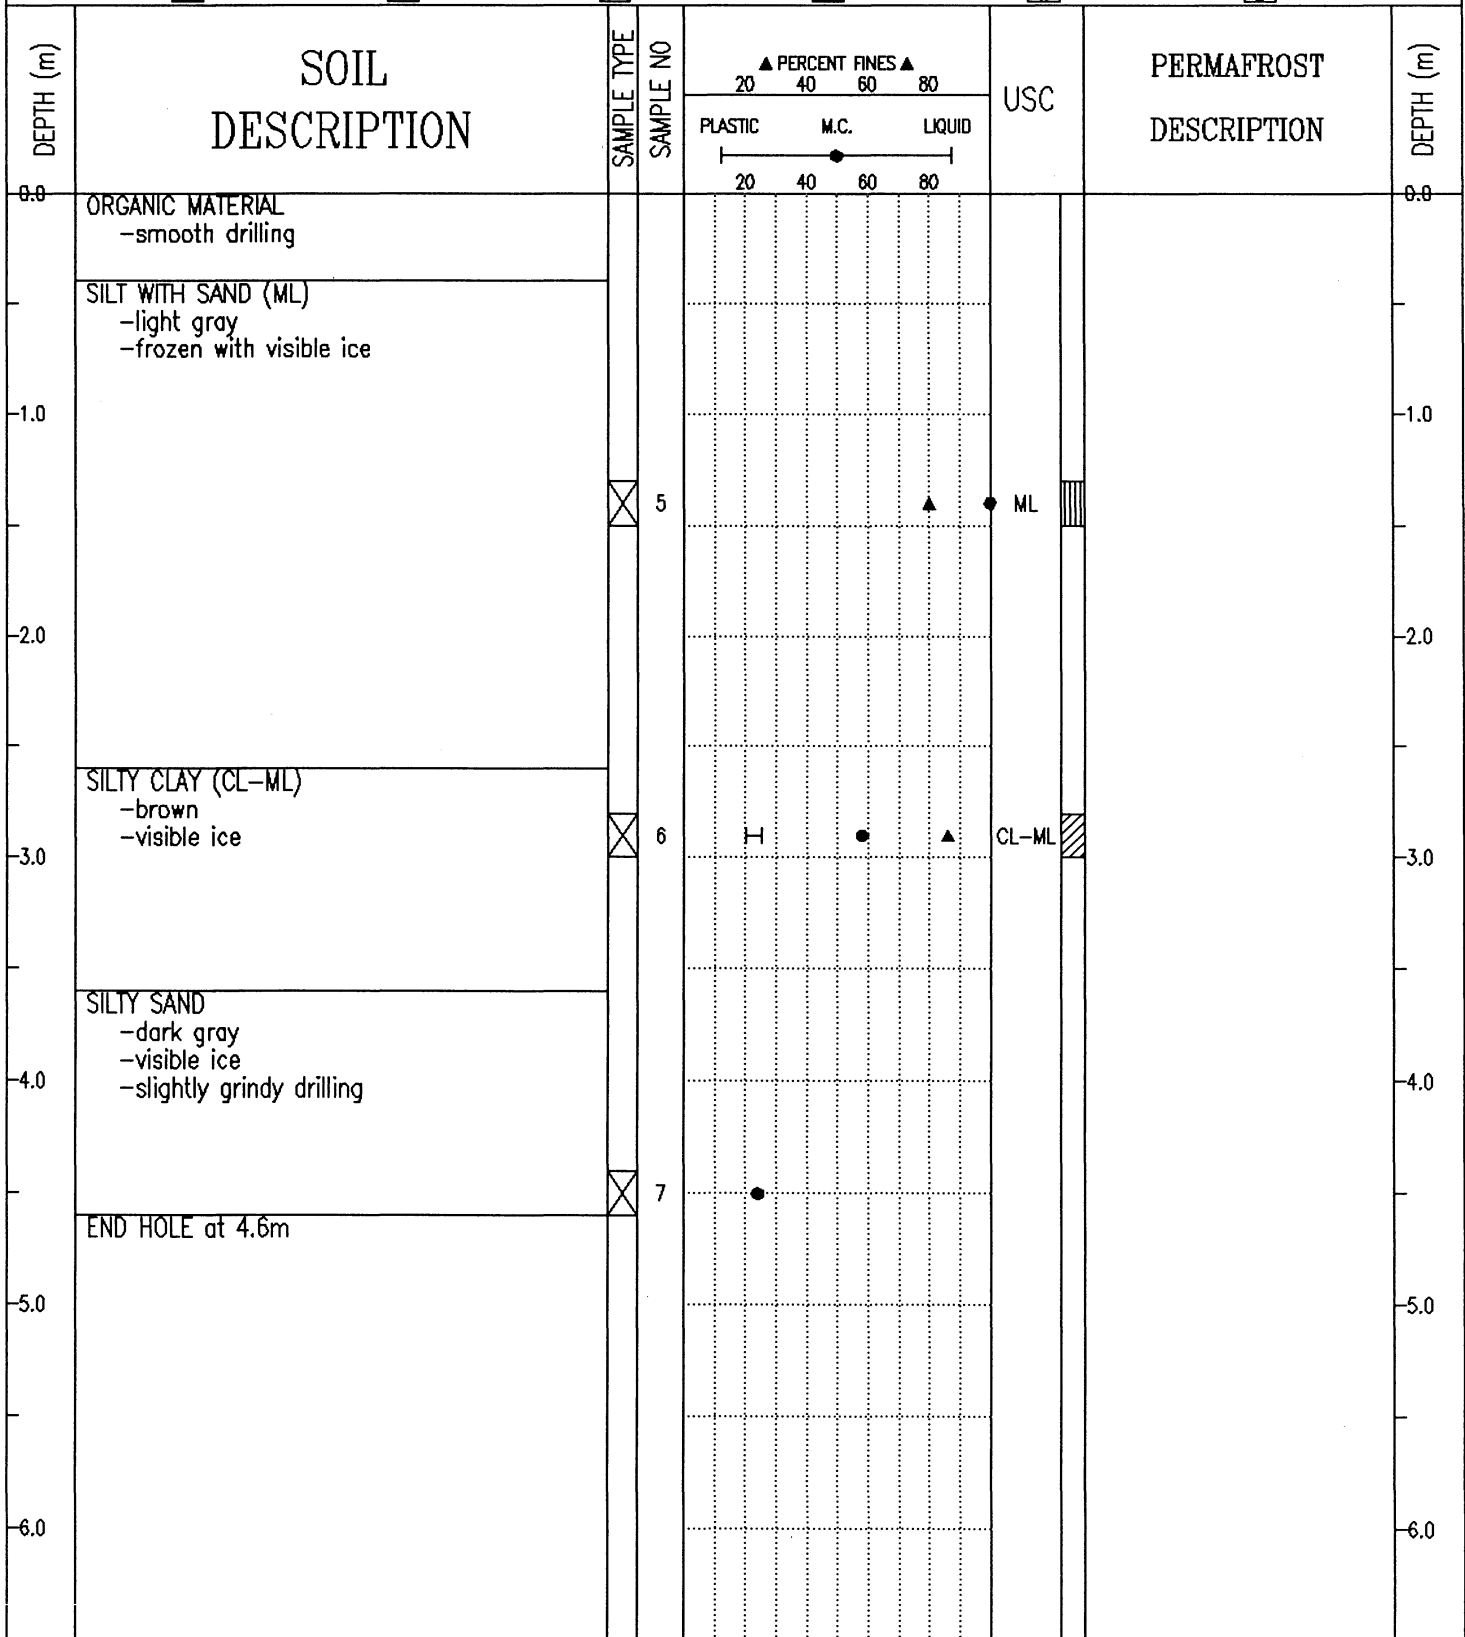 DEPTH (m)
SOIL
DESCRIPTION
SAMPLE TYPE
SAMPLE NO
▲ PERCENT FINES ▲
20 40 60 80
PLASTIC M.C. LIQUID
20 40 60 80
USC
PERMAFROST
DESCRIPTION
DEPTH (m)
0.0 0.0
ORGANIC MATERIAL
-smooth drilling
SILT WITH SAND (ML)
-light gray
-frozen with visible ice
1.0 1.0
5 ML
2.0 2.0
SILTY CLAY (CL-ML)
-brown
-visible ice
6 CL-ML
3.0 3.0
SILTY SAND
-dark gray
-visible ice
-slightly grindy drilling
4.0 4.0
7
END HOLE at 4.6m
5.0 5.0
6.0 6.0